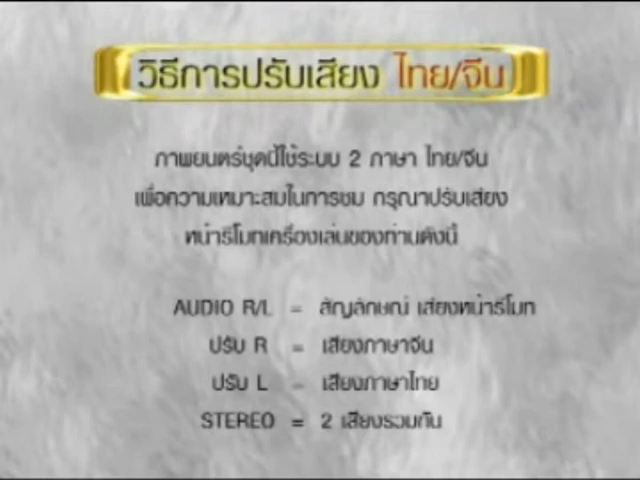 วิธีการปรับเสียง ไทย/จีน
ภาพยนตร์ชุดนี้ใช้ระบบ 2 ภาษา ไทย/จีน
เพื่อความเหมาะสมในการชม กรุณาปรับเสียง
หน้ารีโมทเครื่องเล่นของท่านดังนี้
AUDIO R/L = สัญลักษณ์ เสียงหน้ารีโมท
ปรับ R = เสียงภาษาจีน
ปรับ L = เสียงภาษาไทย
STEREO = 2 เสียงรวมกัน